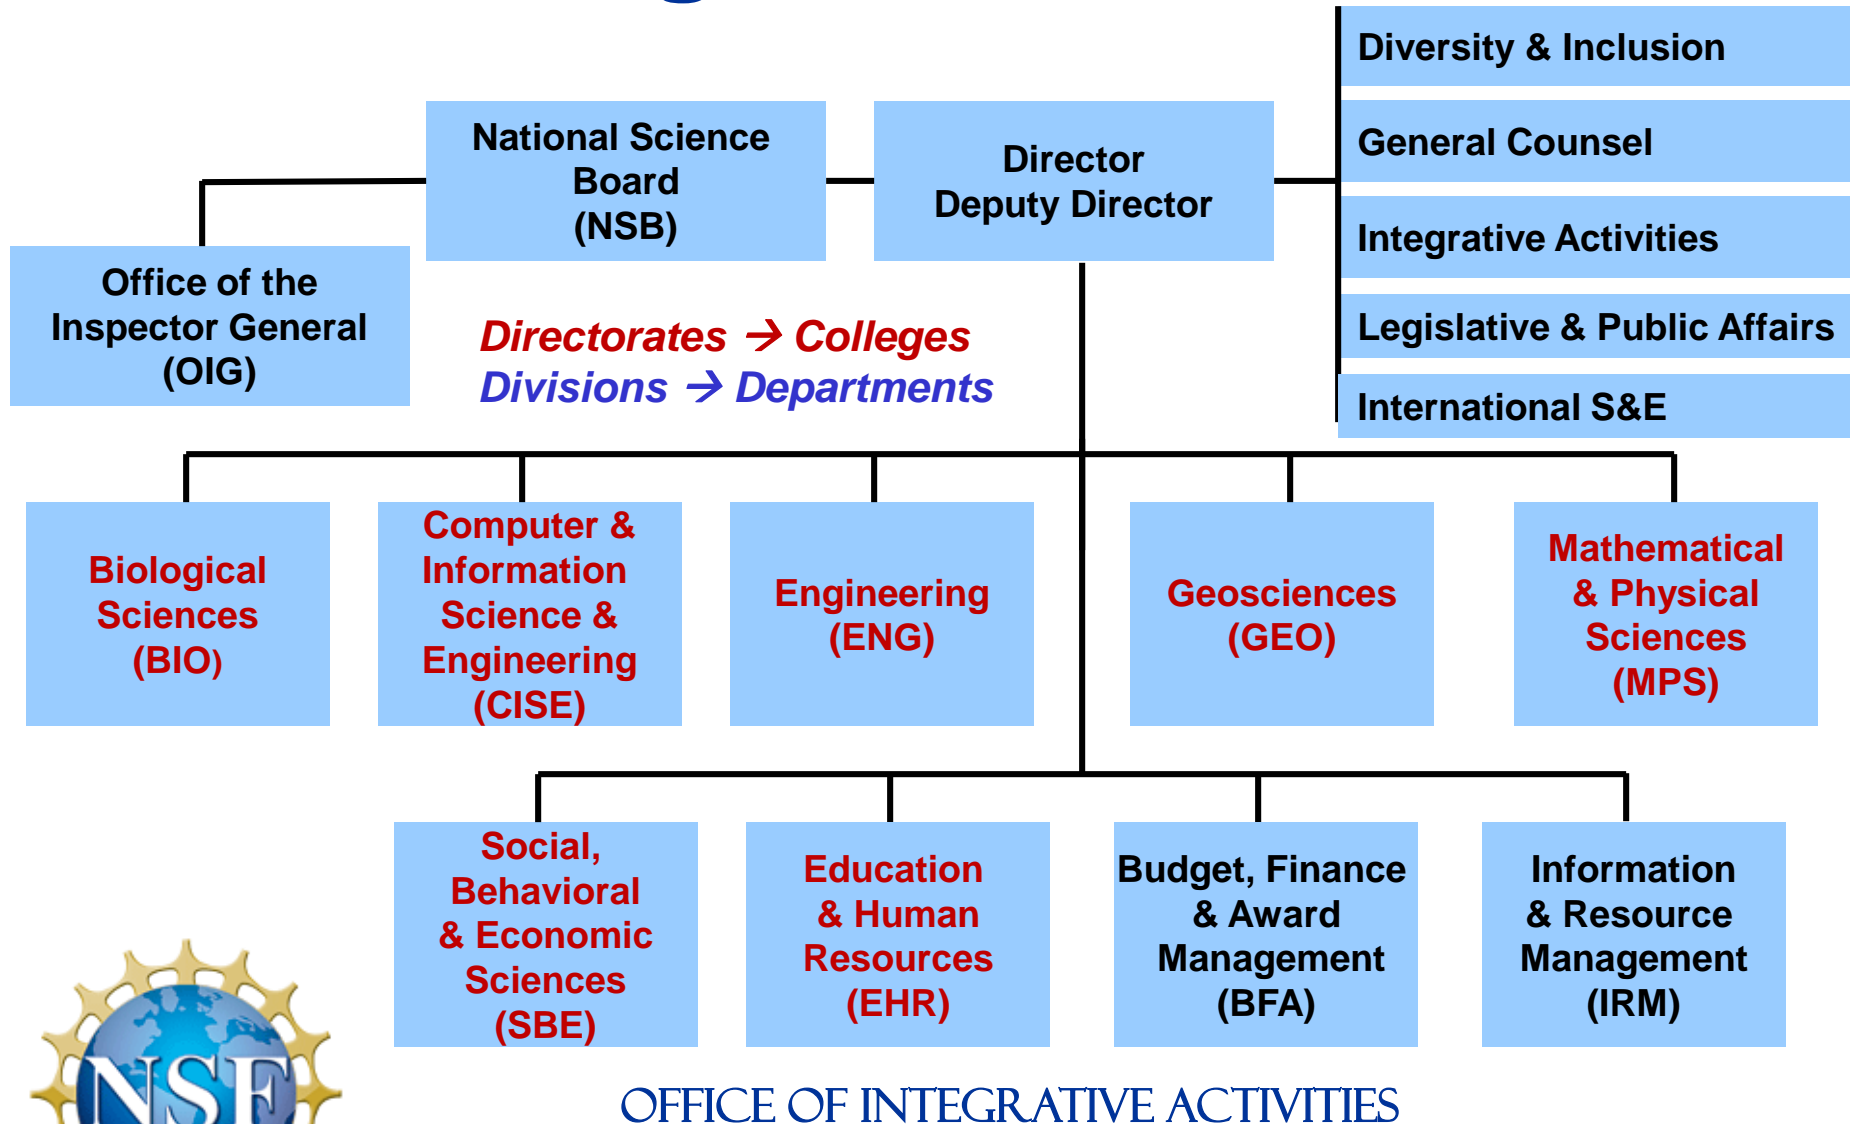 Diversity & Inclusion
National Science
Board
(NSB)
Director
Deputy Director
General Counsel
Integrative Activities
Office of the
Inspector General
(OIG)
Directorates → Colleges
Divisions → Departments
Legislative & Public Affairs
International S&E
Biological
Sciences
(BIO)
Computer &
Information
Science &
Engineering
(CISE)
Engineering
(ENG)
Geosciences
(GEO)
Mathematical
& Physical
Sciences
(MPS)
Social,
Behavioral
& Economic
Sciences
(SBE)
Education
& Human
Resources
(EHR)
Budget, Finance
& Award
Management
(BFA)
Information
& Resource
Management
(IRM)
NSF
OFFICE OF INTEGRATIVE ACTIVITIES